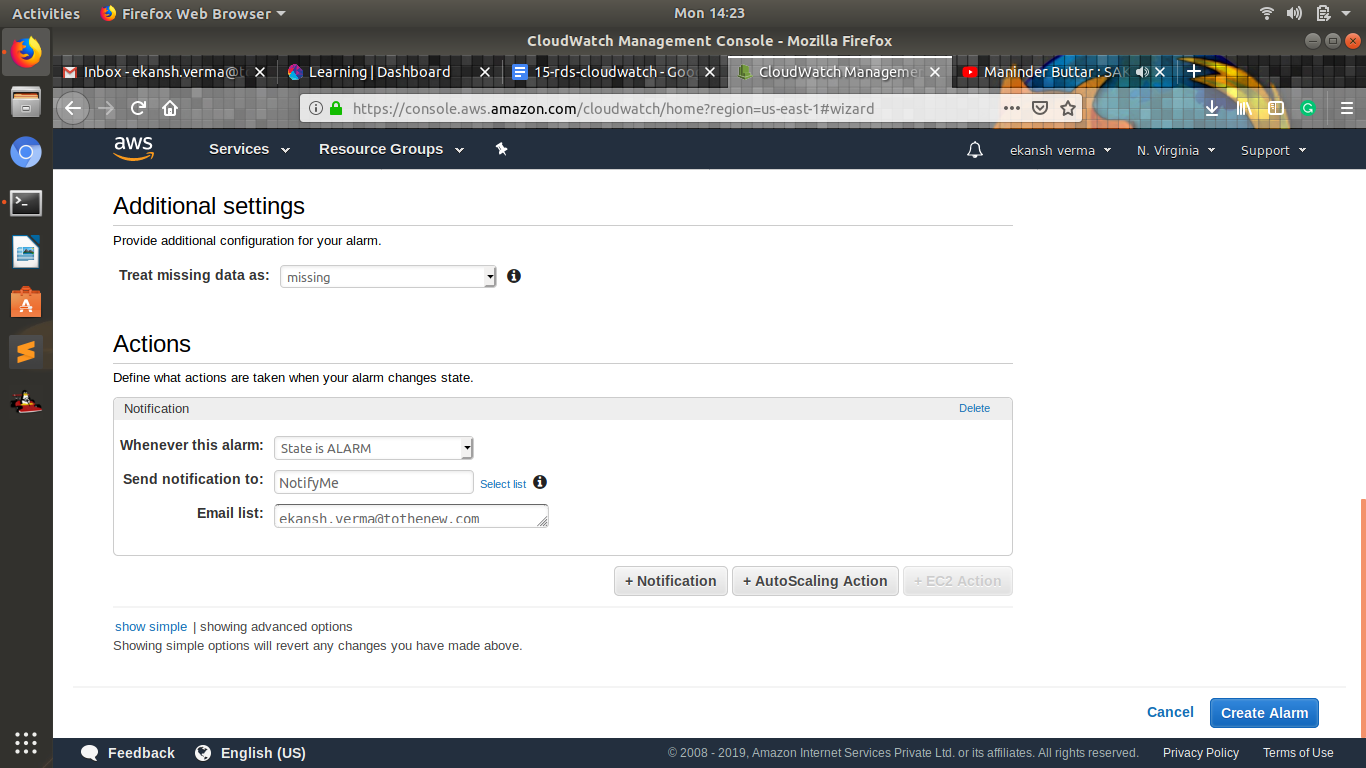 Activities Firefox Web Browser Mon 14:23
CloudWatch Management Console - Mozilla Firefox
Inbox - ekansh.verma@t Learning | Dashboard 15-rds-cloudwatch - Goo CloudWatch Manageme Maninder Buttar : SAK
https://console.aws.amazon.com/cloudwatch/home?region=us-east-1#wizard
aws Services Resource Groups ekansh verma N. Virginia Support
Additional settings
Provide additional configuration for your alarm.
Treat missing data as: missing
Actions
Define what actions are taken when your alarm changes state.
Notification Delete
Whenever this alarm: State is ALARM
Send notification to: NotifyMe Select list
Email list: ekansh.verma@tothenew.com
+ Notification + AutoScaling Action + EC2 Action
show simple | showing advanced options
Showing simple options will revert any changes you have made above.
Cancel Create Alarm
Feedback English (US) © 2008 - 2019, Amazon Internet Services Private Ltd. or its affiliates. All rights reserved. Privacy Policy Terms of Use